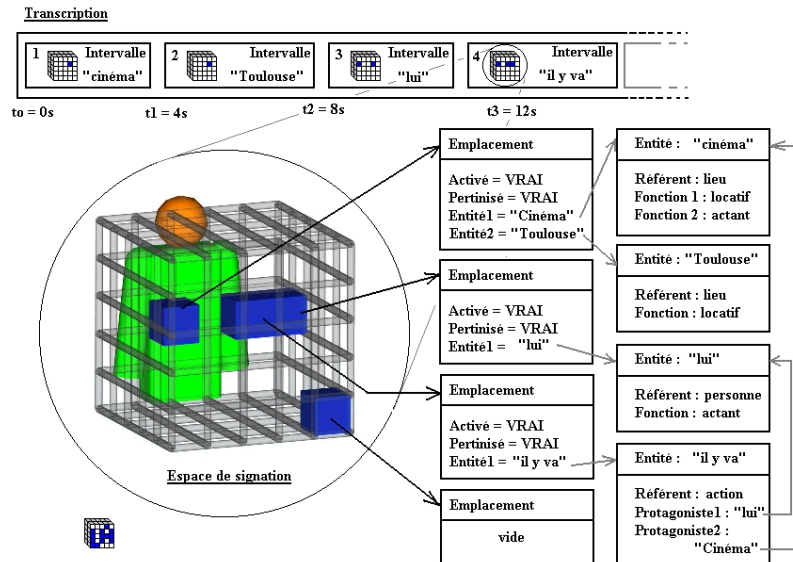 Transcription
1 Intervalle
"cinéma"
2 Intervalle
"Toulouse"
3 Intervalle
"lui"
4 Intervalle
"il y va"
to = 0s
t1 = 4s
t2 = 8s
t3 = 12s
Emplacement
Activé = VRAI
Pertinisé = VRAI
Entité1 = "Cinéma"
Entité2 = "Toulouse"
Entité : "cinéma"
Référent : lieu
Fonction 1 : locatif
Fonction 2 : actant
Entité : "Toulouse"
Référent : lieu
Fonction : locatif
Emplacement
Activé = VRAI
Pertinisé = VRAI
Entité1 = "lui"
Entité : "lui"
Référent : personne
Fonction : actant
Emplacement
Activé = VRAI
Pertinisé = VRAI
Entité1 = "il y va"
Entité : "il y va"
Référent : action
Protagoniste1 : "lui"
Protagoniste2 :
"Cinéma"
Emplacement
vide
Espace de signation